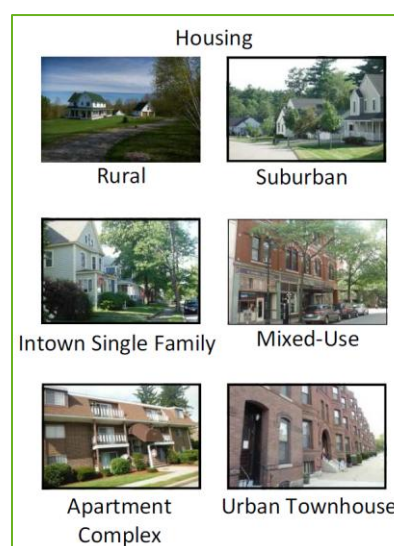 Housing
Rural
Suburban
Intown Single Family
Mixed-Use
Apartment
Complex
Urban Townhouse